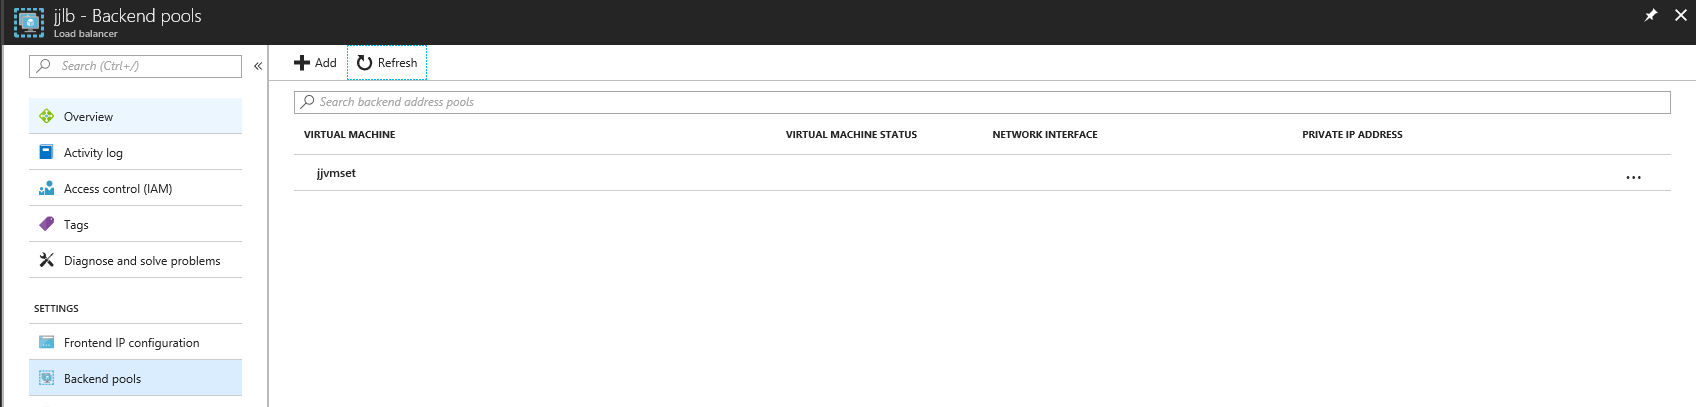 jjlb - Backend pools
Load balancer
Search (Ctrl+/)
«
Add
Refresh
Search backend address pools
Overview
Activity log
Access control (IAM)
Tags
Diagnose and solve problems
SETTINGS
Frontend IP configuration
Backend pools
VIRTUAL MACHINE VIRTUAL MACHINE STATUS NETWORK INTERFACE PRIVATE IP ADDRESS
jjvmset ...